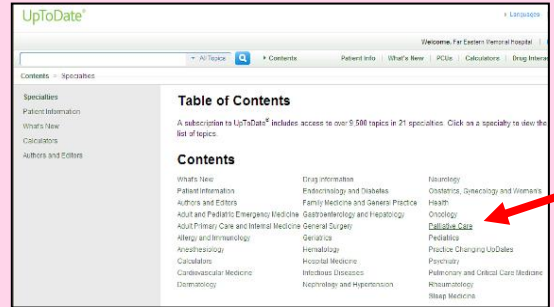 UpToDate®
Languages
Welcome, Far Eastern Memorial Hospital
All Topics
Contents
Patient Info | What's New | PCUs | Calculators | Drug Interac
Contents > Specialties
Specialties
Patient Information
What's New
Calculators
Authors and Editors
Table of Contents
A subscription to UpToDate® includes access to over 9,500 topics in 21 specialties. Click on a specialty to view the
list of topics.
Contents
What's New
Patient Information
Authors and Editors
Adult and Pediatric Emergency Medicine
Adult Primary Care and Internal Medicine
Allergy and Immunology
Anesthesiology
Calculators
Cardiovascular Medicine
Dermatology
Drug Information
Endocrinology and Diabetes
Family Medicine and General Practice
Gastroenterology and Hepatology
General Surgery
Geriatrics
Hematology
Hospital Medicine
Infectious Diseases
Nephrology and Hypertension
Neurology
Obstetrics, Gynecology and Women's
Health
Oncology
Palliative Care
Pediatrics
Practice Changing UpDates
Psychiatry
Pulmonary and Critical Care Medicine
Rheumatology
Sleep Medicine